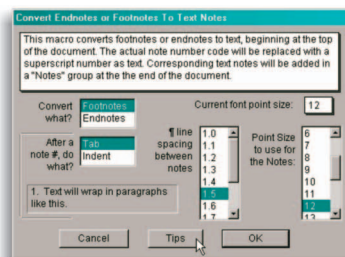 Convert Endnotes or Footnotes To Text Notes
This macro converts footnotes or endnotes to text, beginning at the top
of the document. The actual note number code will be replaced with a
superscript number as text. Corresponding text notes will be added in
a "Notes" group at the the end of the document.
Convert what?
Footnotes
Endnotes
Current font point size: 12
After a note #, do what?
Tab
Indent
¶ line spacing between notes
1.0
1.1
1.2
1.3
1.4
1.5
1.6
1.7
Point Size to use for the Notes:
6
7
8
9
10
11
12
13
1. Text will wrap in paragraphs
like this.
Cancel
Tips
OK